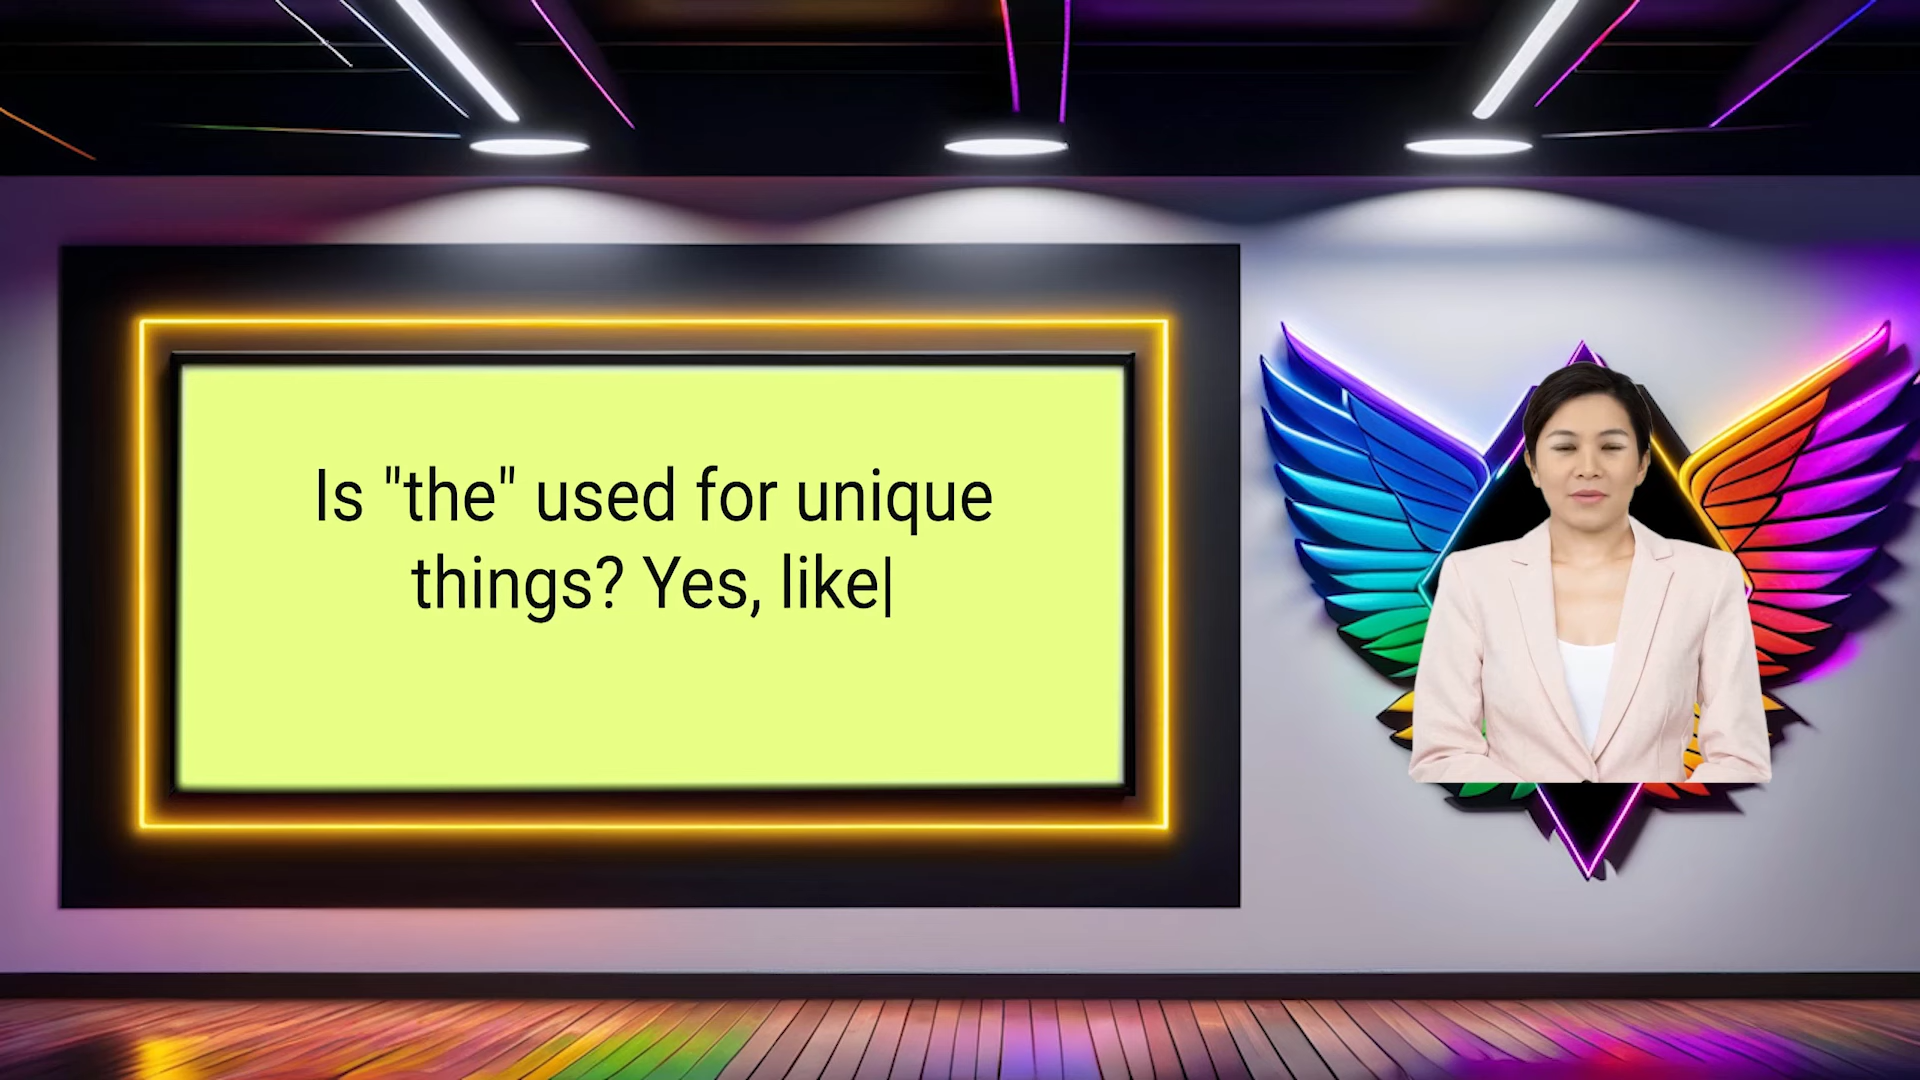 Is "the" used for unique
things? Yes, like|